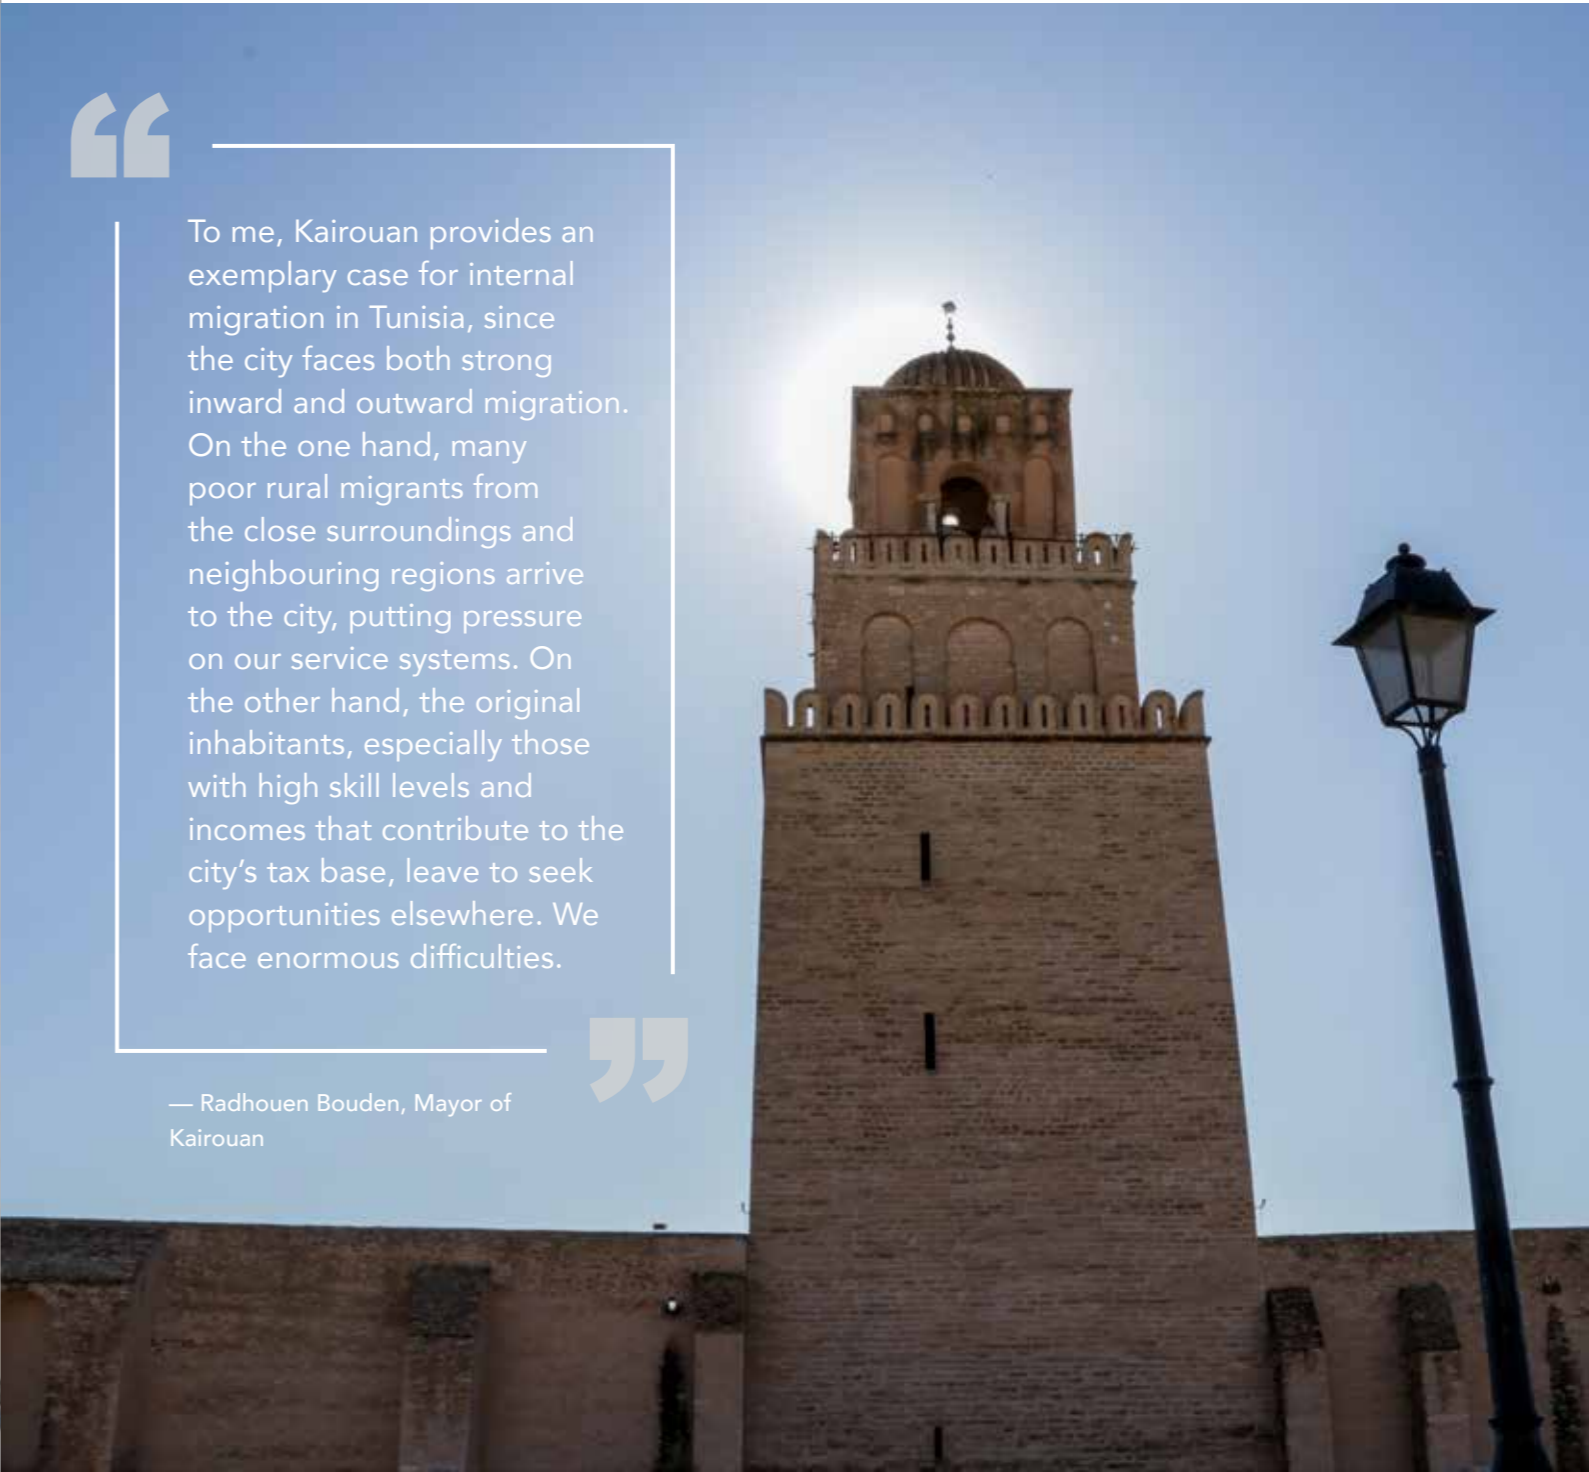 “
To me, Kairouan provides an
exemplary case for internal
migration in Tunisia, since
the city faces both strong
inward and outward migration.
On the one hand, many
poor rural migrants from
the close surroundings and
neighbouring regions arrive
to the city, putting pressure
on our service systems. On
the other hand, the original
inhabitants, especially those
with high skill levels and
incomes that contribute to the
city’s tax base, leave to seek
opportunities elsewhere. We
face enormous difficulties.
”
— Radhouen Bouden, Mayor of
Kairouan